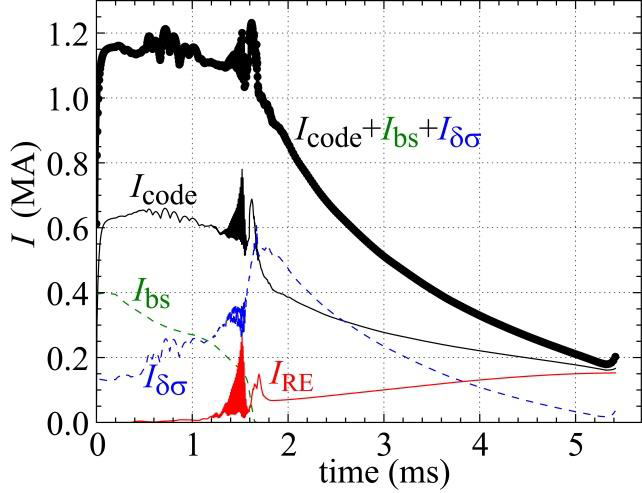 1.2
1.0
0.8
0.6
0.4
0.2
0.0
I (MA)
Icode+Ibs+Iδσ
Icode
Ibs
Iδσ
IRE
0 1 2 3 4 5
time (ms)